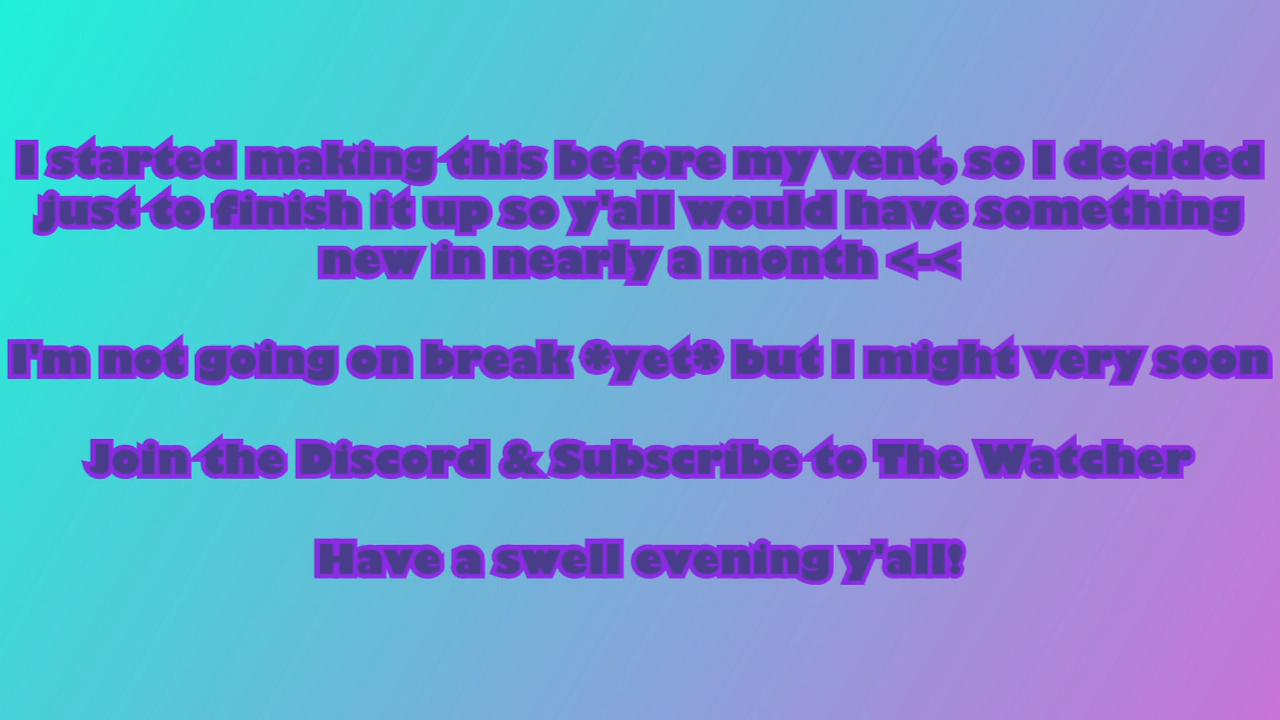 I started making this before my vent, so I decided
just to finish it up so y'all would have something
new in nearly a month <-<
I'm not going on break *yet* but I might very soon
Join the Discord & Subscribe to The Watcher
Have a swell evening y'all!